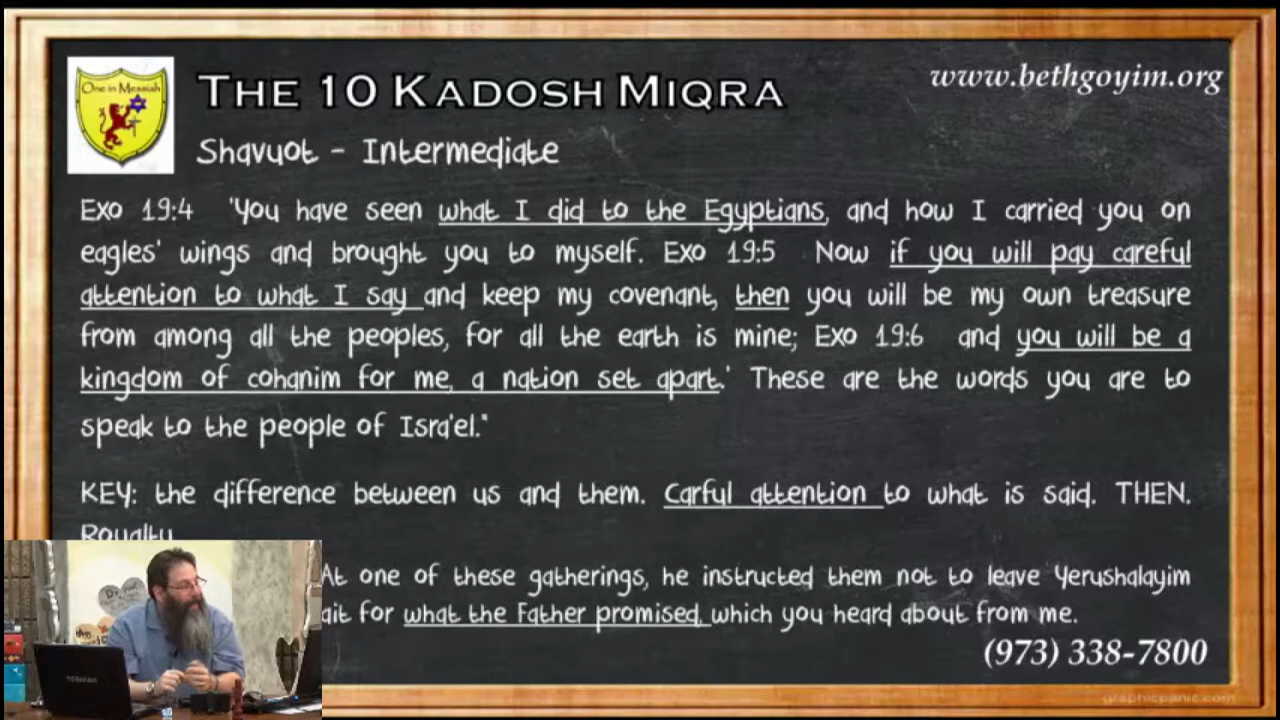 One in Messiah
THE 10 KADOSH MIQRA
www.bethgoyim.org
Shavuot - Intermediate
Exo 19:4 'You have seen what I did to the Egyptians, and how I carried you on
eagles' wings and brought you to myself. Exo 19:5 Now if you will pay careful
attention to what I say and keep my covenant, then you will be my own treasure
from among all the peoples, for all the earth is mine; Exo 19:6 and you will be a
kingdom of cohanim for me, a nation set apart.' These are the words you are to
speak to the people of Isra'el."
KEY: the difference between us and them. Carful attention to what is said. THEN.
Royalty
At one of these gatherings, he instructed them not to leave Yerushalayim
ait for what the Father promised, which you heard about from me.
(973) 338-7800
TOSHIBA
graphicpanic.com